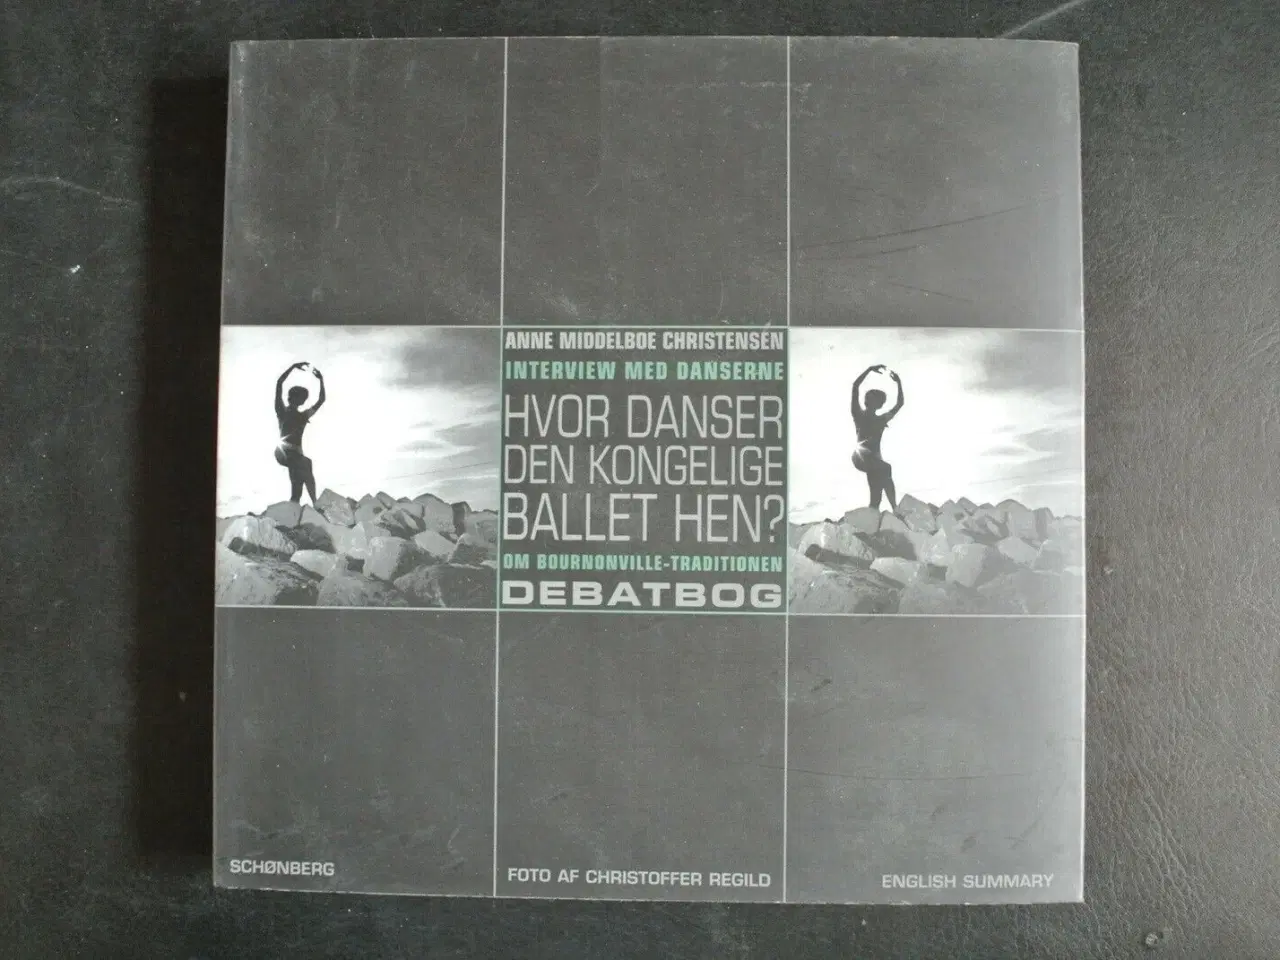 ANNE MIDDELBOE CHRISTENSEN
INTERVIEW MED DANSERNE
HVOR DANSER
DEN KONGELIGE
BALLET HEN?
OM BOURNONVILLE-TRADITIONEN
DEBATBOG
SCHØNBERG
FOTO AF CHRISTOFFER REGILD
ENGLISH SUMMARY